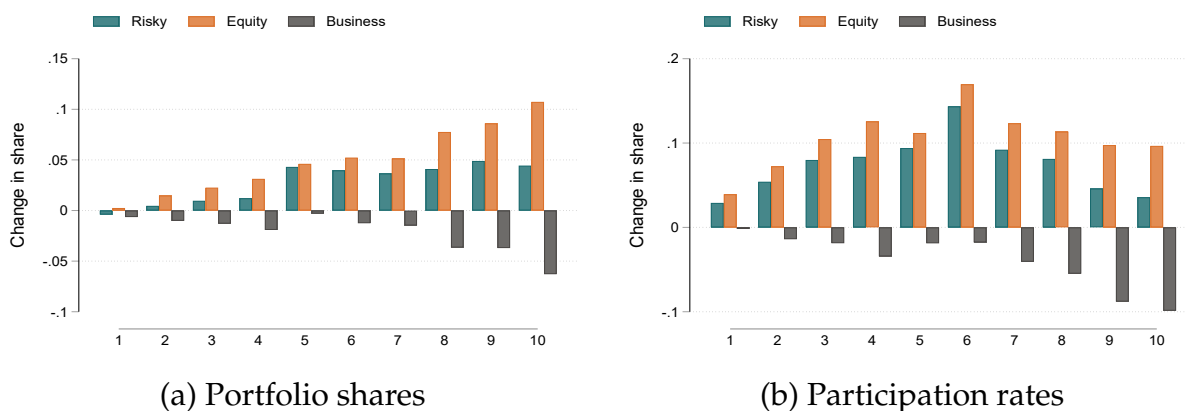 Risky Equity Business
Change in share
.15
.1
.05
0
-.05
-.1
1 2 3 4 5 6 7 8 9 10
(a) Portfolio shares
Risky Equity Business
Change in share
.2
.1
0
-.1
1 2 3 4 5 6 7 8 9 10
(b) Participation rates